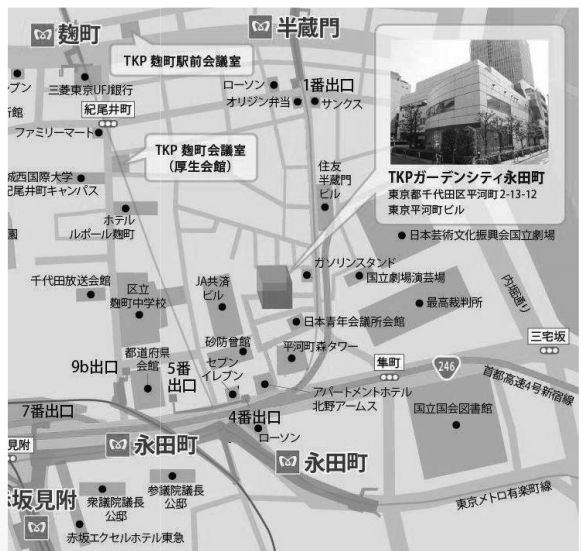 麹町
半蔵門
TKP 麹町駅前会議室
ブン
三菱東京UFJ銀行
紀尾井町
新館
ファミリーマート
ローソン
オリジン弁当
1番出口
サンクス
TKP 麹町会議室
(厚生会館)
城西国際大学
紀尾井町キャンパス
住友
半蔵門
ビル
TKPガーデンシティ永田町
東京都千代田区平河町2-13-12
東京平河町ビル
ホテル
ルポール麹町
園
日本芸術文化振興会国立劇場
千代田放送会館
区立
麹町中学校
JA共済
ビル
ガソリンスタンド
国立劇場演芸場
最高裁判所
内堀通り
三宅坂
日本青年会議所会館
砂防曾館
平河町森タワー
9b出口
都道府県
会館
5番
出口
セブン
イレブン
隼町
246
首都高速4号新宿線
アパートメントホテル
北野アームス
7番出口
4番出口
ローソン
国立国会図書館
見附
永田町
永田町
赤坂見附
衆議院議長
公邸
参議院議長
公邸
東京メトロ有楽町線
赤坂エクセルホテル東急